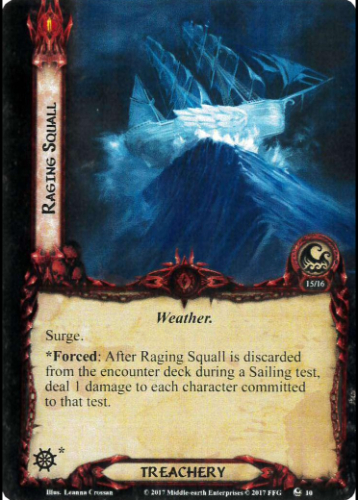 RAGING SQUALL
15/16
Weather.
Surge.
*Forced: After Raging Squall is discarded
from the encounter deck during a Sailing test,
deal 1 damage to each character committed
to that test.
*
TREACHERY
Illus. Leanna Crossan © 2017 Middle-earth Enterprises © 2017 FFG 10